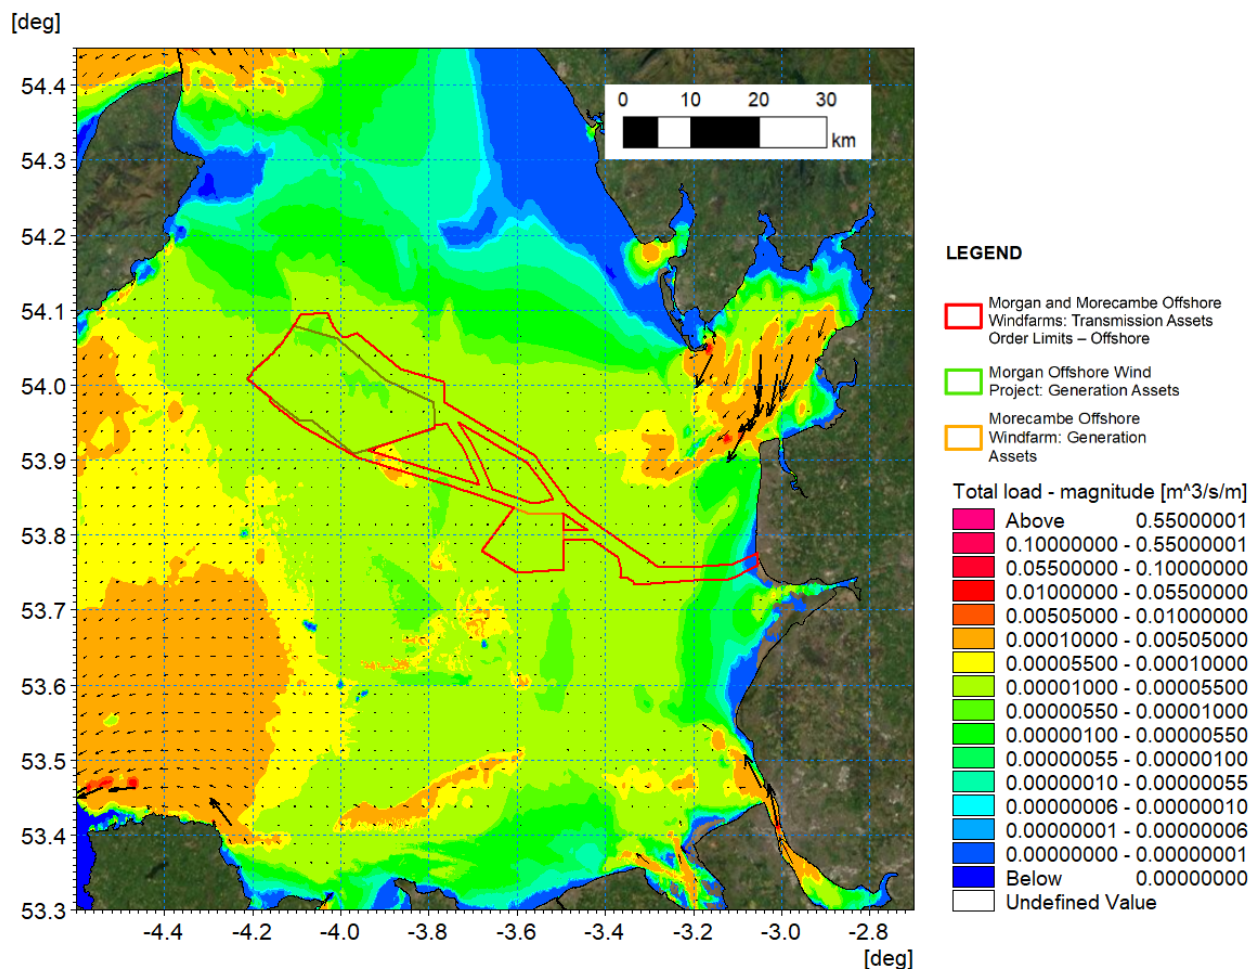 [deg]
54.4
54.3
54.2
54.1
54.0
53.9
53.8
53.7
53.6
53.5
53.4
53.3
0 10 20 30
km
-4.4 -4.2 -4.0 -3.8 -3.6 -3.4 -3.2 -3.0 -2.8
[deg]
LEGEND
Morgan and Morecambe Offshore
Windfarms: Transmission Assets
Order Limits – Offshore
Morgan Offshore Wind
Project: Generation Assets
Morecambe Offshore
Windfarm: Generation
Assets
Total load - magnitude [m^3/s/m]
Above 0.55000001
0.10000000 - 0.55000001
0.05500000 - 0.10000000
0.01000000 - 0.05500000
0.00505000 - 0.01000000
0.00010000 - 0.00505000
0.00005500 - 0.00010000
0.00001000 - 0.00005500
0.00000550 - 0.00001000
0.00000100 - 0.00000550
0.00000055 - 0.00000100
0.00000010 - 0.00000055
0.00000006 - 0.00000010
0.00000001 - 0.00000006
0.00000000 - 0.00000001
Below 0.00000000
Undefined Value